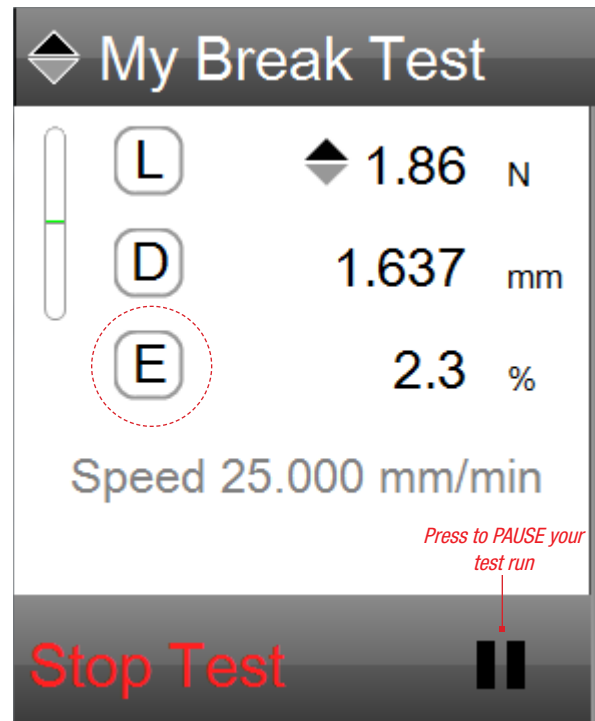 My Break Test
L 1.86 N
D 1.637 mm
E 2.3 %
Speed 25.000 mm/min
Press to PAUSE your
test run
Stop Test